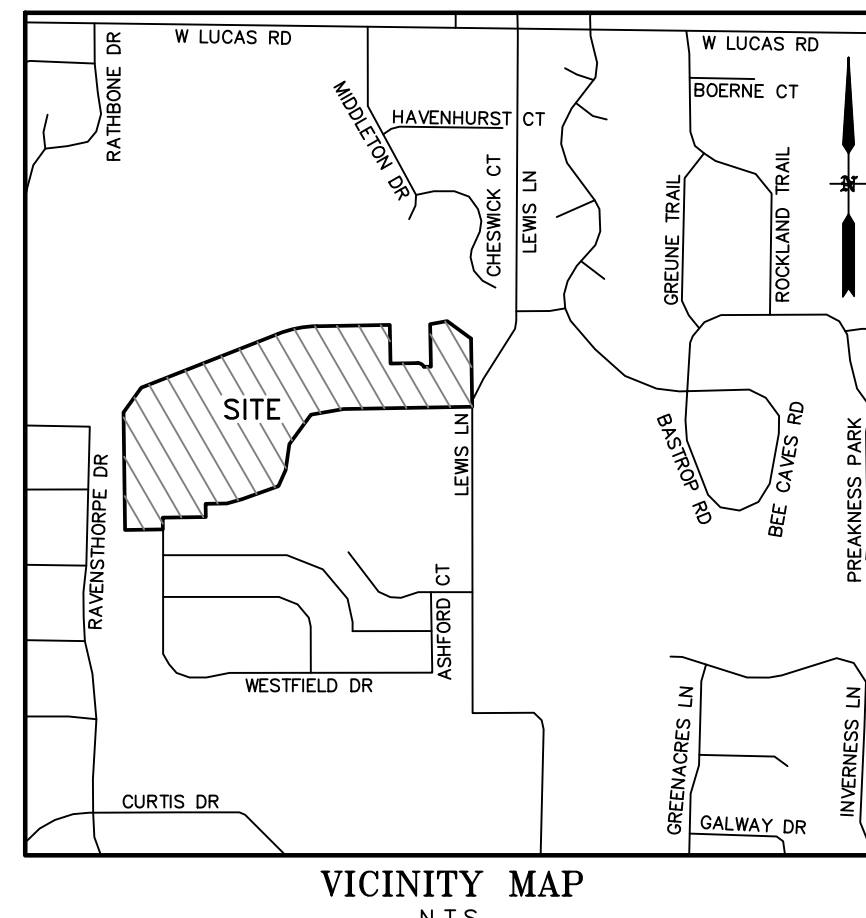 W LUCAS RD
W LUCAS RD
RATHBONE DR
BOERNE CT
MIDDLETON DR
HAVENHURST CT
CHESWICK CT
LEWIS LN
GREUNE TRAIL
ROCKLAND TRAIL
N
SITE
LEWIS LN
BASTROP RD
BEE CAVES RD
PREAKNESS PARK
RAVENSTHORPE DR
ASHFORD CT
WESTFIELD DR
GREENACRES LN
INVERNESS LN
CURTIS DR
GALWAY DR
VICINITY MAP
N.T.S.